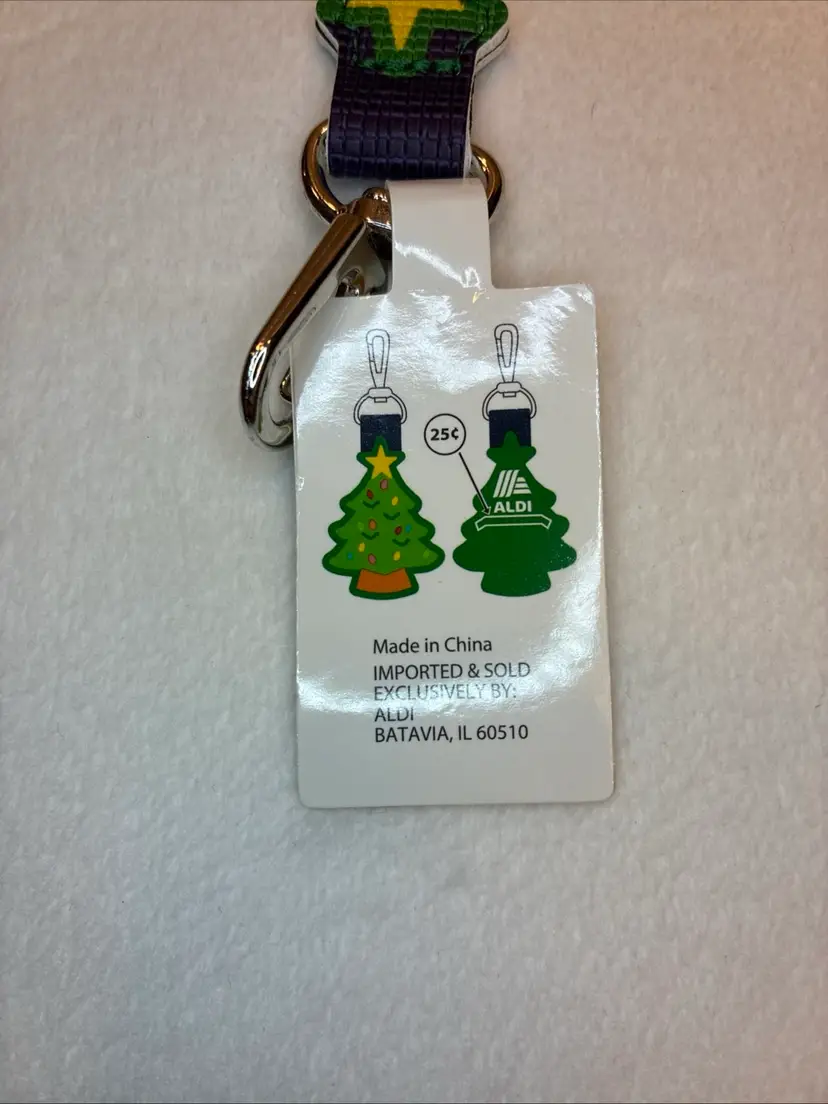 25¢
ALDI
Made in China
IMPORTED & SOLD
EXCLUSIVELY BY:
ALDI
BATAVIA, IL 60510